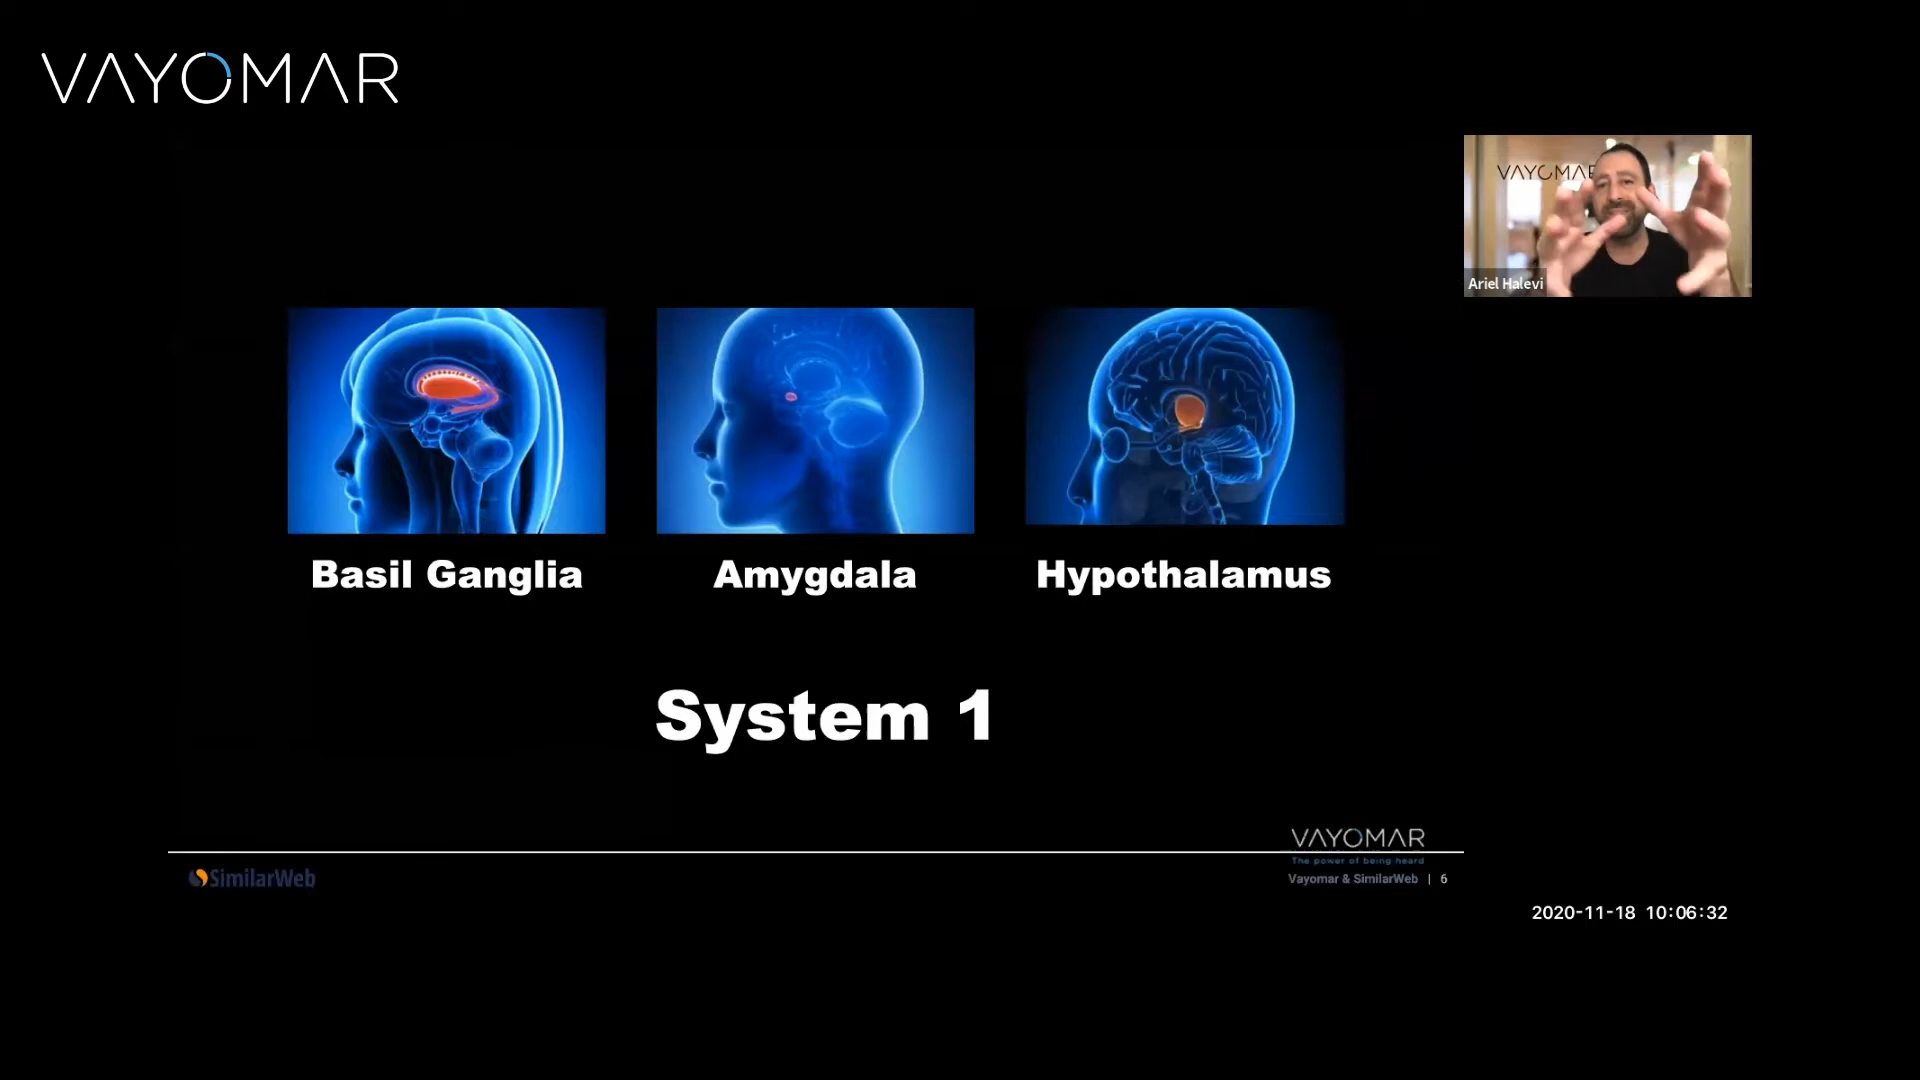 VAYOMAR
VAYOMAR
Ariel Halevi
Basil Ganglia
Amygdala
Hypothalamus
System 1
VAYOMAR
The power of being heard
SimilarWeb
Vayomar & SimilarWeb | 6
2020-11-18 10:06:32